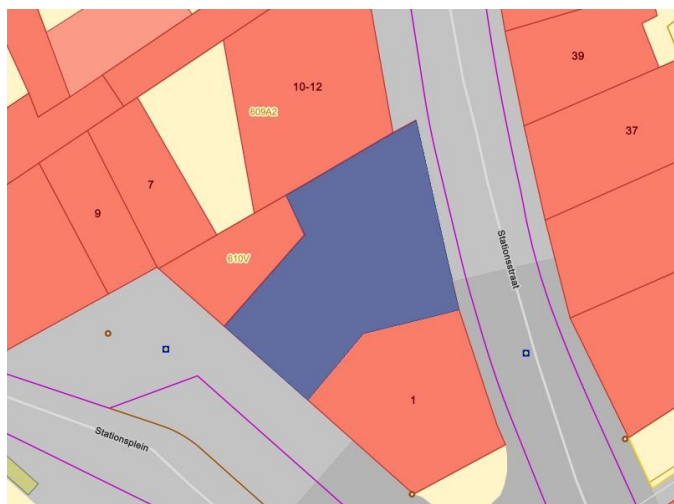 39
10-12
609A2
37
7
9
610V
Stationsstraat
1
Stationsplein